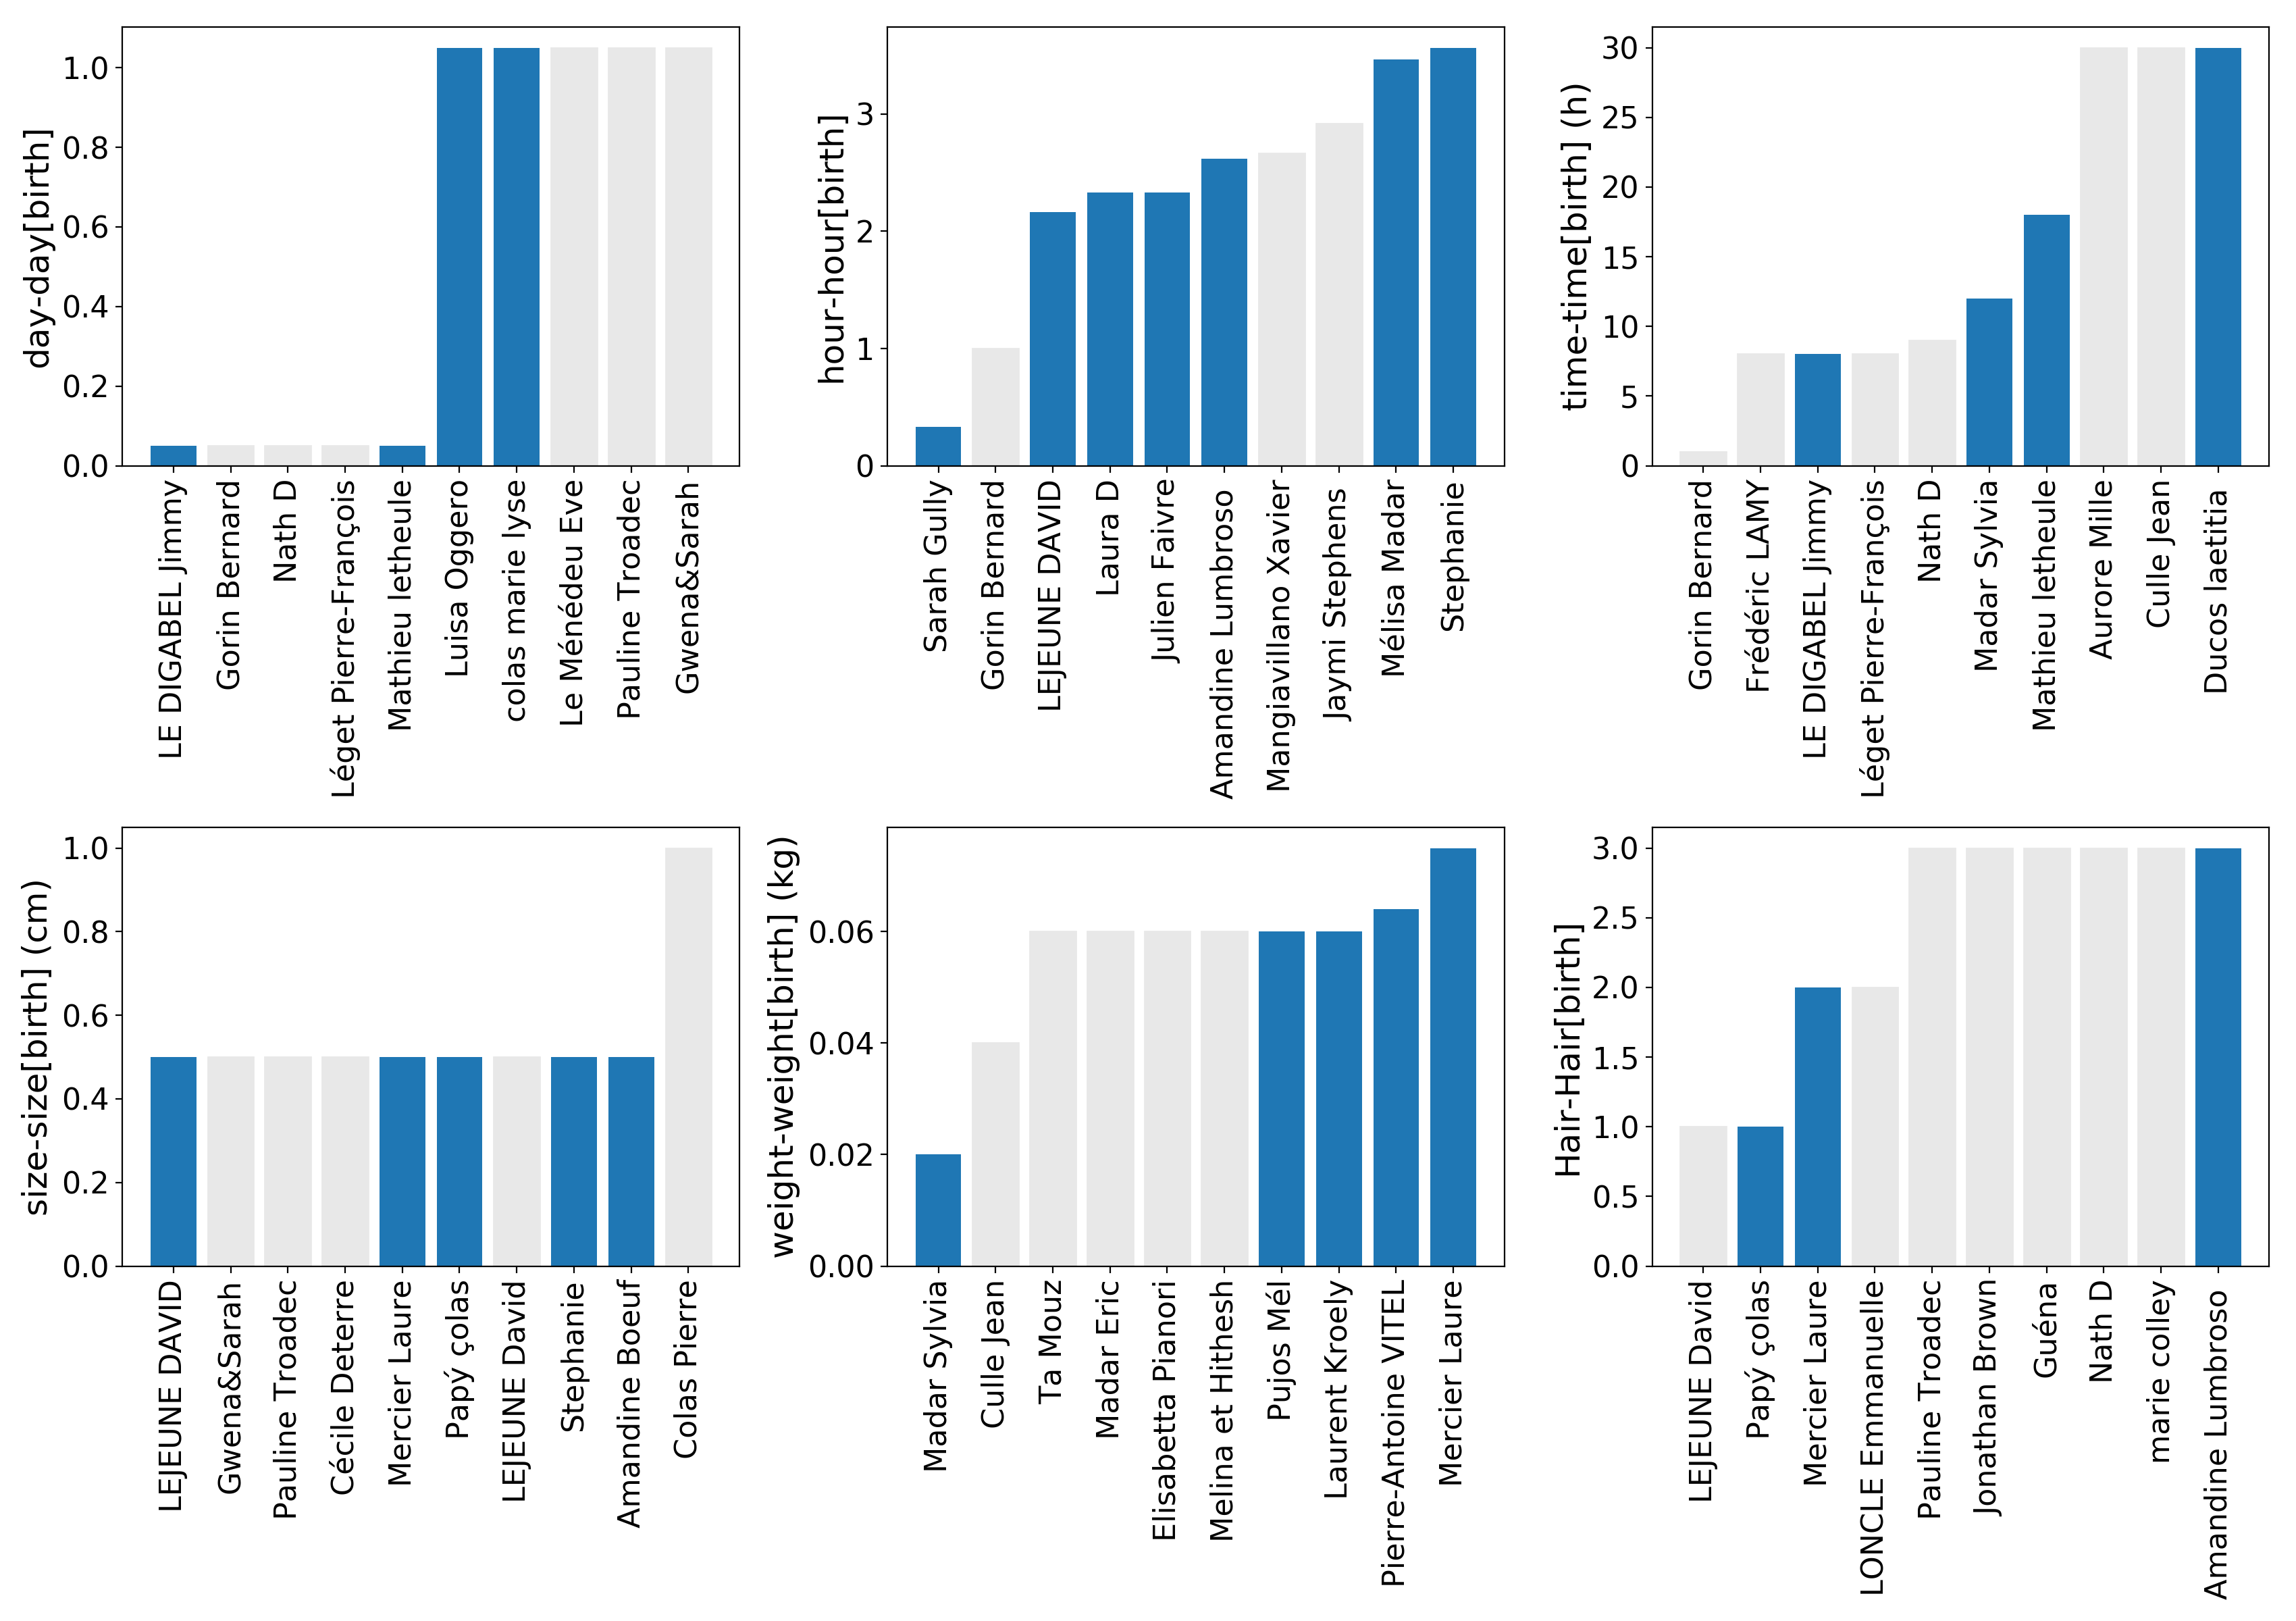 day-day[birth]
1.0
0.8
0.6
0.4
0.2
0.0
LE DIGABEL Jimmy
Gorin Bernard
Nath D
Léget Pierre-François
Mathieu letheule
Luisa Oggero
colas marie lyse
Le Ménédeu Eve
Pauline Troadec
Gwena&Sarah
hour-hour[birth]
3
2
1
0
Sarah Gully
Gorin Bernard
LEJEUNE DAVID
Laura D
Julien Faivre
Amandine Lumbroso
Mangiavillano Xavier
Jaymi Stephens
Mélisa Madar
Stephanie
time-time[birth] (h)
30
25
20
15
10
5
0
Gorin Bernard
Frédéric LAMY
LE DIGABEL Jimmy
Léget Pierre-François
Nath D
Madar Sylvia
Mathieu letheule
Aurore Mille
Culle Jean
Ducos laetitia
size-size[birth] (cm)
1.0
0.8
0.6
0.4
0.2
0.0
LEJEUNE DAVID
Gwena&Sarah
Pauline Troadec
Cécile Deterre
Mercier Laure
Papý çolas
LEJEUNE David
Stephanie
Amandine Boeuf
Colas Pierre
weight-weight[birth] (kg)
0.06
0.04
0.02
0.00
Madar Sylvia
Culle Jean
Ta Mouz
Madar Eric
Elisabetta Pianori
Melina et Hithesh
Pujos Mél
Laurent Kroely
Pierre-Antoine VITEL
Mercier Laure
Hair-Hair[birth]
3.0
2.5
2.0
1.5
1.0
0.5
0.0
LEJEUNE David
Papý çolas
Mercier Laure
LONCLE Emmanuelle
Pauline Troadec
Jonathan Brown
Guéna
Nath D
marie colley
Amandine Lumbroso